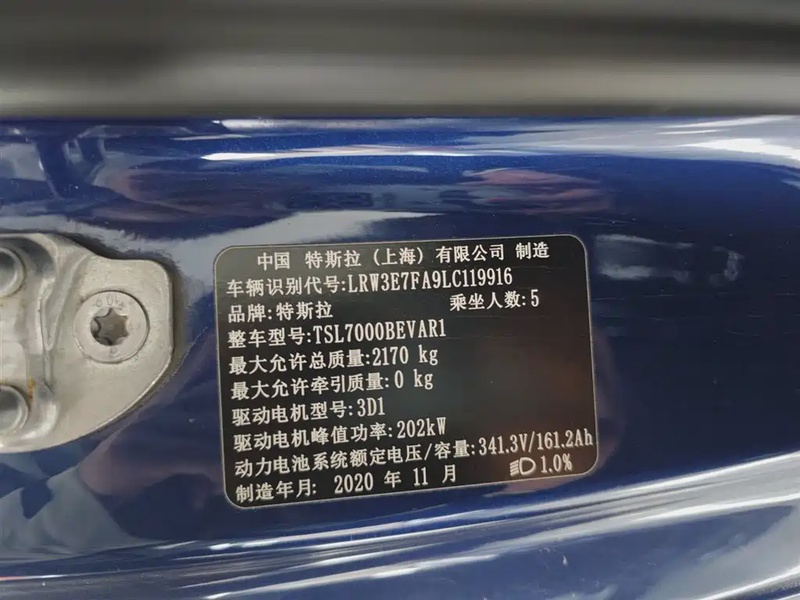 中国 特斯拉（上海）有限公司 制造
车辆识别代号:LRW3E7FA9LC119916
品牌:特斯拉 乘坐人数:5
整车型号:TSL7000BEVAR1
最大允许总质量:2170 kg
最大允许牵引质量:0 kg
驱动电机型号:3D1
驱动电机峰值功率:202kW
动力电池系统额定电压/容量:341.3V/161.2Ah
制造年月: 2020 年 11 月 1.0%